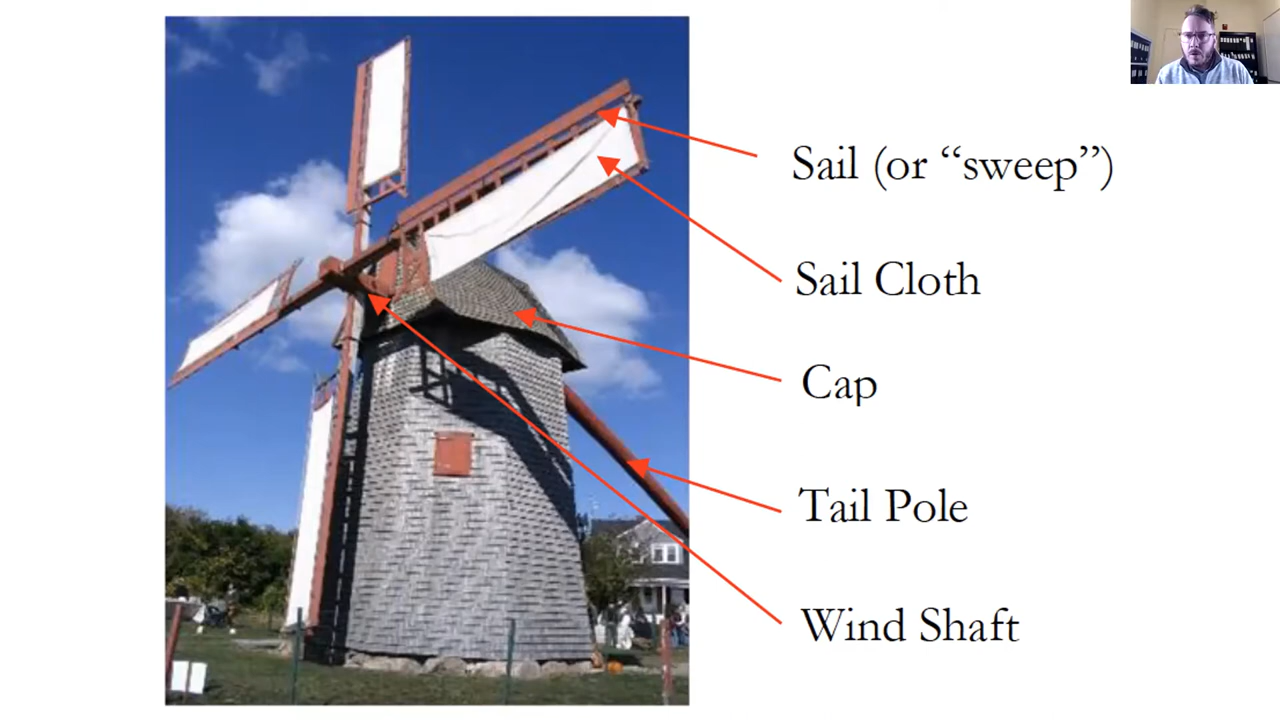 Sail (or “sweep”)
Sail Cloth
Cap
Tail Pole
Wind Shaft